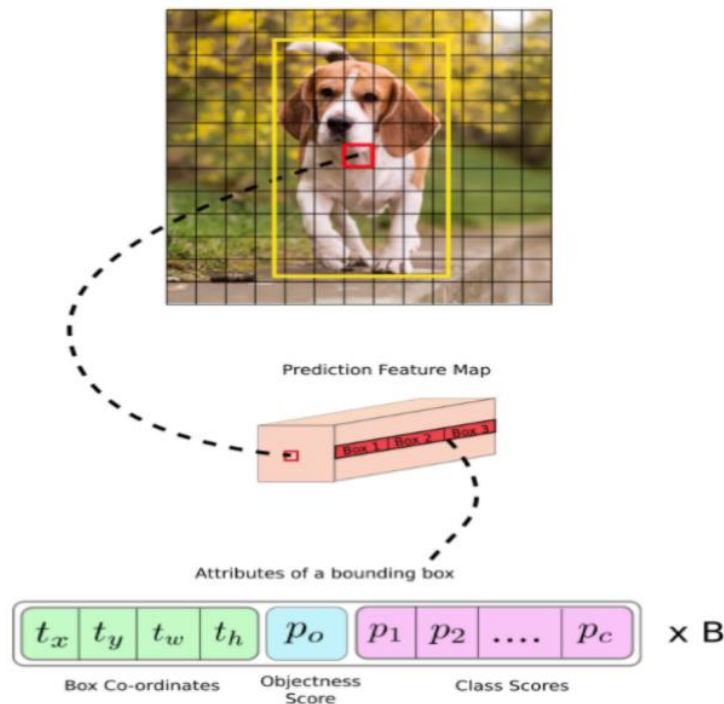 Prediction Feature Map
Box 1 Box 2 Box 3
Attributes of a bounding box
t_x t_y t_w t_h p_o p_1 p_2 .... p_c x B
Box Co-ordinates Objectness Score Class Scores